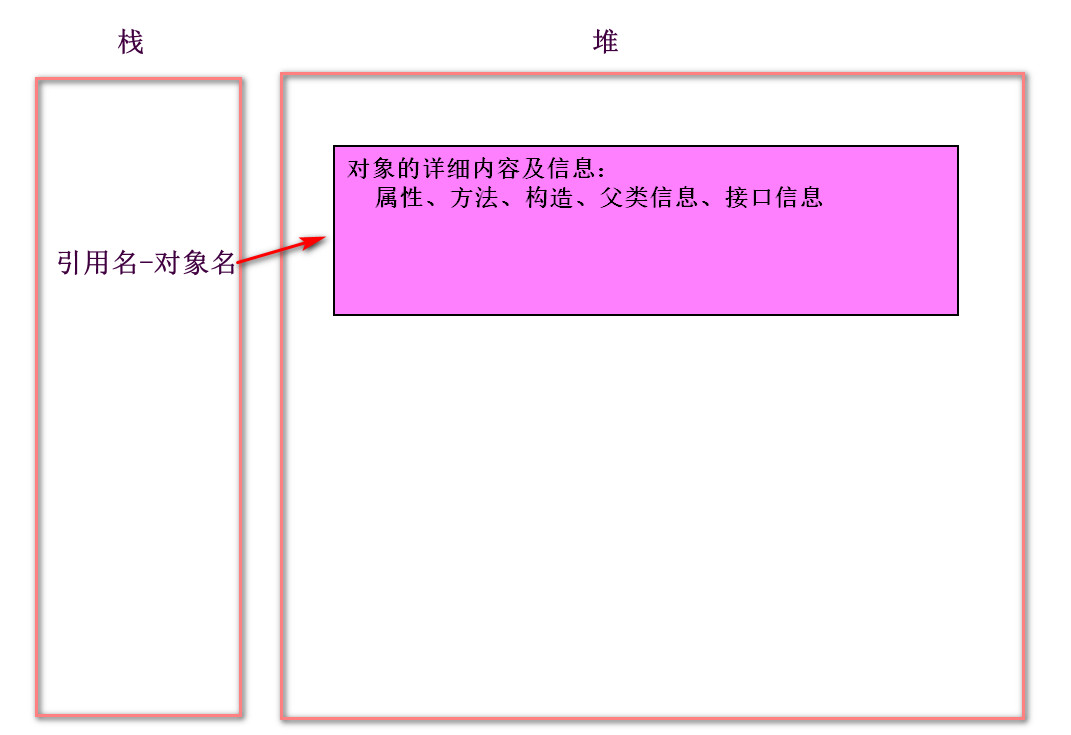 栈
堆
对象的详细内容及信息：
属性、方法、构造、父类信息、接口信息
引用名-对象名